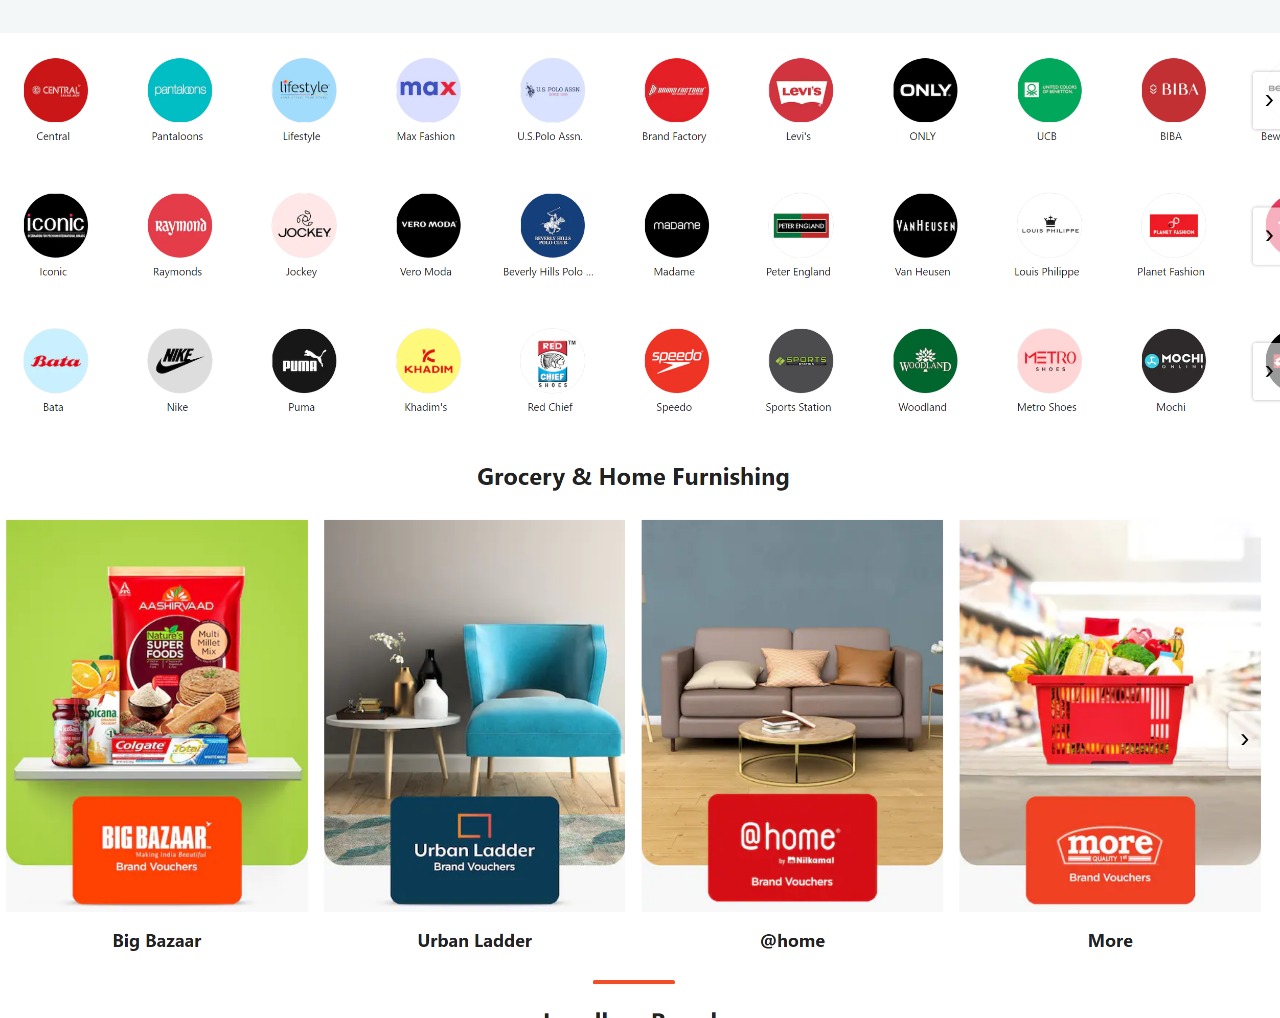 CENTRAL
pantaloons
lifestyle
max
U.S. POLO ASSN.
BRAND FACTORY
Levi's
ONLY
UNITED COLORS
OF BENETTON.
BIBA
Central
Pantaloons
Lifestyle
Max Fashion
U.S.Polo Assn.
Brand Factory
Levi's
ONLY
UCB
BIBA
Bew
iconic
Raymond
JOCKEY
VERO MODA
BEVERLY HILLS
POLO CLUB
madame
PETER ENGLAND
VAN HEUSEN
LOUIS PHILIPPE
PLANET FASHION
Iconic
Raymonds
Jockey
Vero Moda
Beverly Hills Polo ...
Madame
Peter England
Van Heusen
Louis Philippe
Planet Fashion
Bata
NIKE
PUMA
K
KHADIM
RED
CHIEF
SHOES
TM
speedo
SPORTS
STATION
WOODLAND
METRO
SHOES
MOCHI
ONLINE
Bata
Nike
Puma
Khadim's
Red Chief
Speedo
Sports Station
Woodland
Metro Shoes
Mochi
Grocery & Home Furnishing
AASHIRVAAD
Nature's
SUPER
FOODS
Multi
Millet
Mix
picana
Colgate
Total
BIG BAZAAR
Making India Beautiful
Brand Vouchers
Urban Ladder
Brand Vouchers
@home
by Nilkamal
Brand Vouchers
more
QUALITY 1st
Brand Vouchers
Big Bazaar
Urban Ladder
@home
More